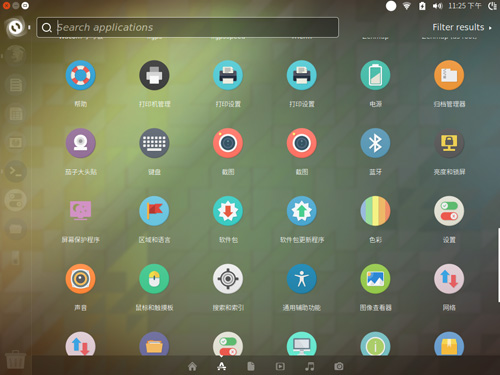 11:25 下午
Search applications
Filter results
帮助
打印机管理
打印设置
打印设置
电源
归档管理器
茄子大头贴
键盘
截图
截图
蓝牙
亮度和锁屏
屏幕保护程序
区域和语言
软件包
软件包更新程序
色彩
设置
声音
鼠标和触摸板
搜索和索引
通用辅助功能
图像查看器
网络